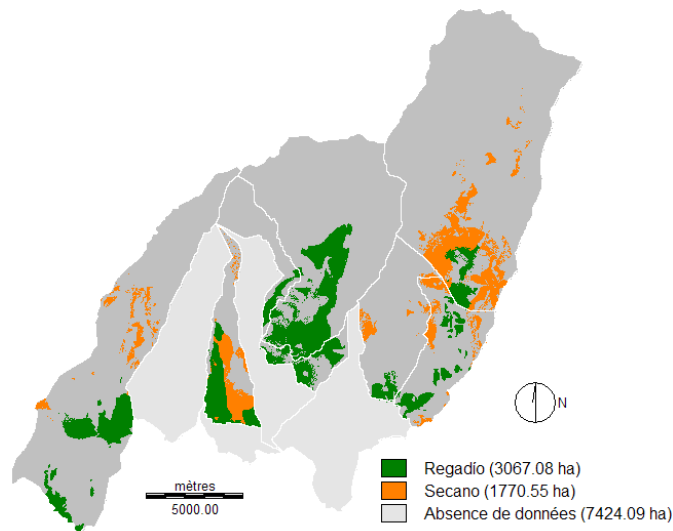 N
mètres
5000.00
Regadío (3067.08 ha)
Secano (1770.55 ha)
Absence de données (7424.09 ha)